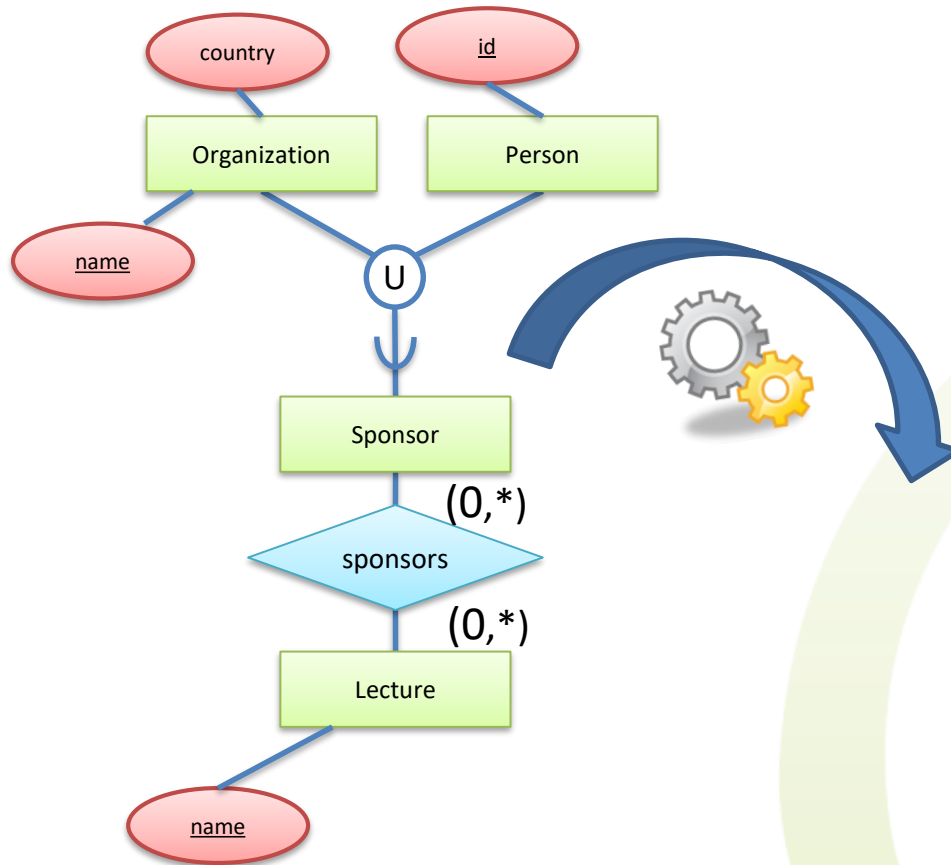 country
id
Organization
Person
name
U
Sponsor
(0,*)
sponsors
(0,*)
Lecture
name